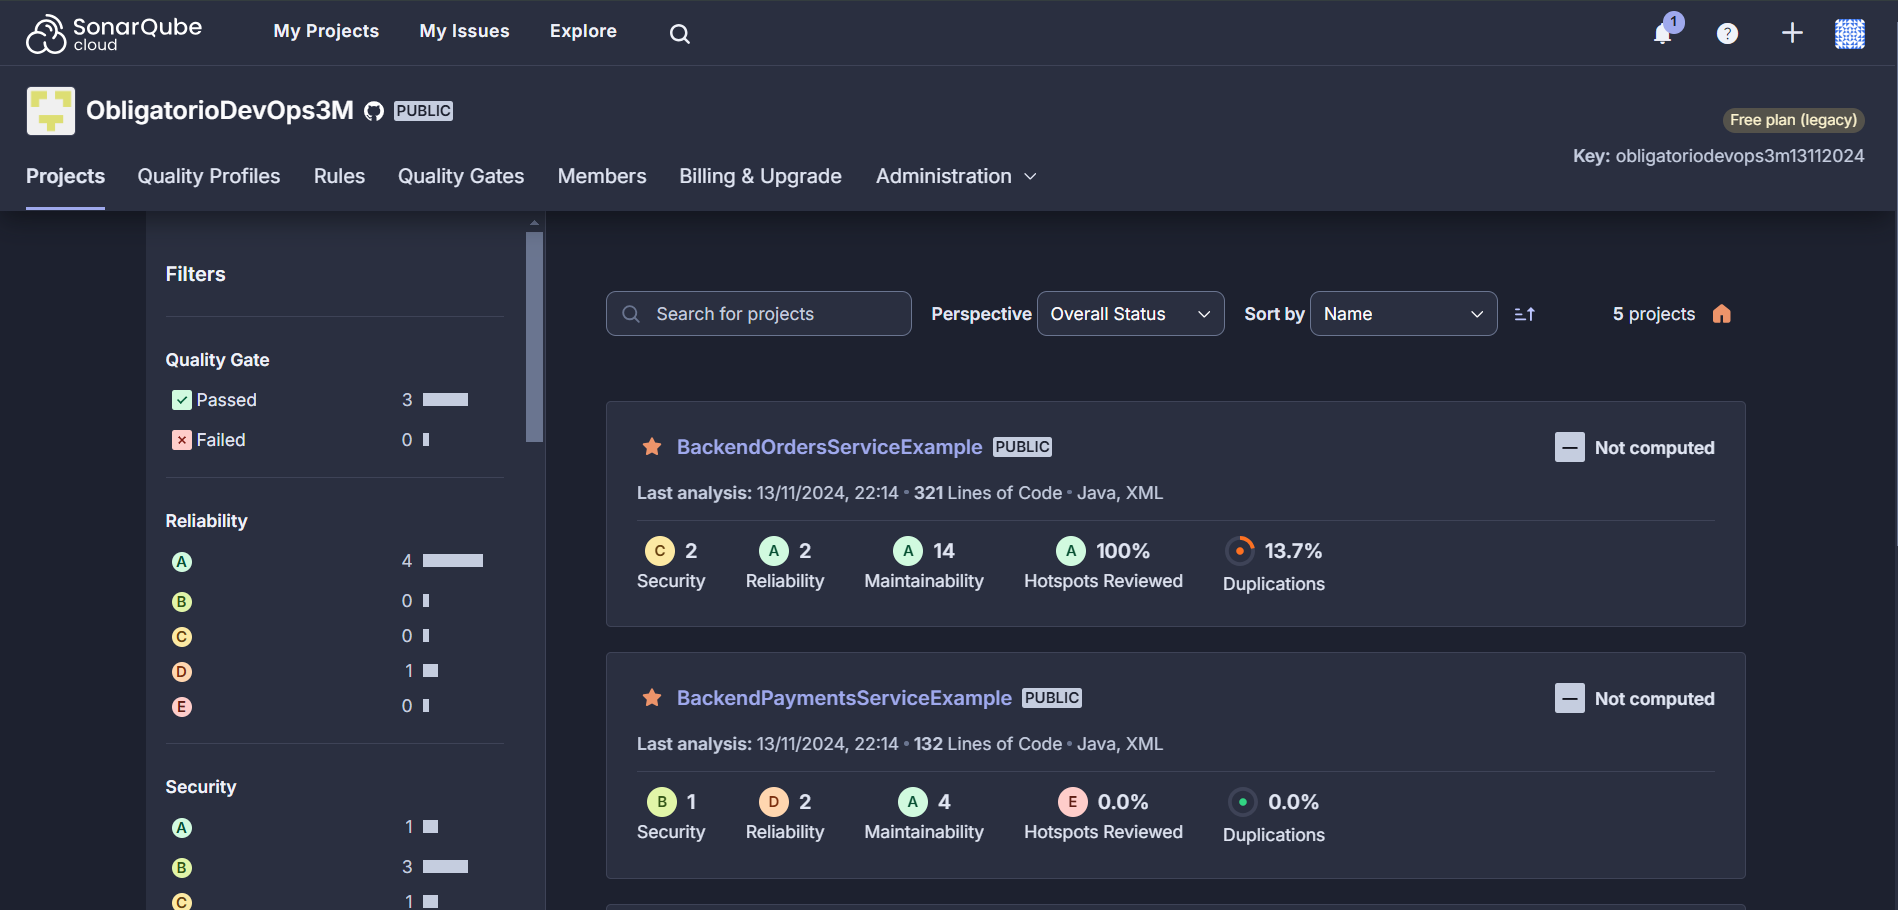 SonarQube
cloud
My Projects
My Issues
Explore
1
?
ObligatorioDevOps3M
PUBLIC
Free plan (legacy)
Key: obligatoriodevops3m13112024
Projects
Quality Profiles
Rules
Quality Gates
Members
Billing & Upgrade
Administration
Filters
Quality Gate
Passed 3
Failed 0
Reliability
A 4
B 0
C 0
D 1
E 0
Security
A 1
B 3
C 1
Search for projects
Perspective
Overall Status
Sort by
Name
5 projects
BackendOrdersServiceExample PUBLIC
Not computed
Last analysis: 13/11/2024, 22:14 • 321 Lines of Code • Java, XML
C 2
Security
A 2
Reliability
A 14
Maintainability
A 100%
Hotspots Reviewed
13.7%
Duplications
BackendPaymentsServiceExample PUBLIC
Not computed
Last analysis: 13/11/2024, 22:14 • 132 Lines of Code • Java, XML
B 1
Security
D 2
Reliability
A 4
Maintainability
E 0.0%
Hotspots Reviewed
0.0%
Duplications